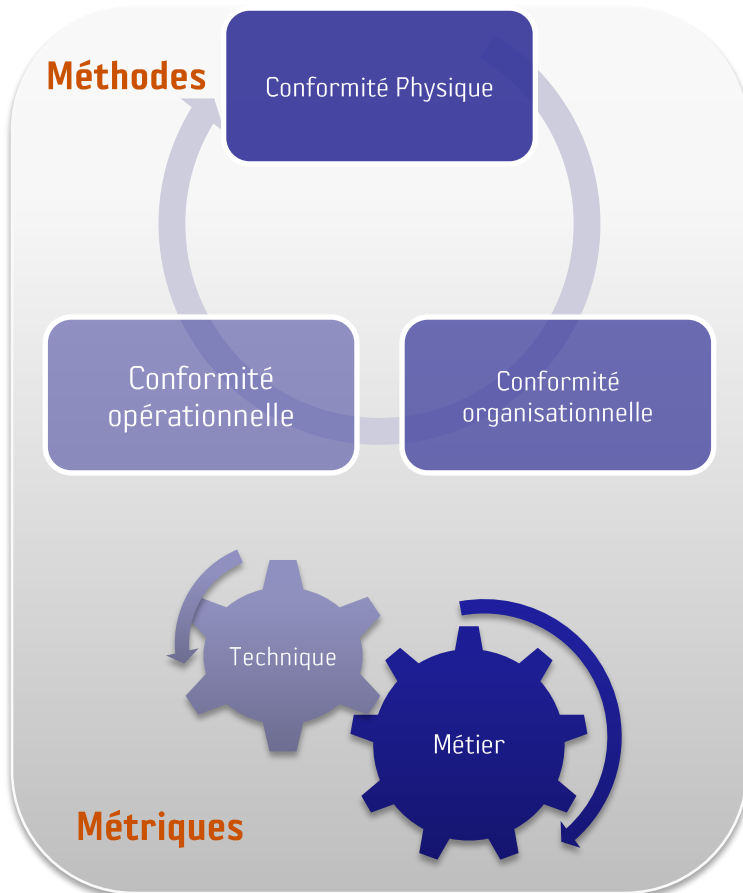 Méthodes
Conformité Physique
Conformité
opérationnelle
Conformité
organisationnelle
Technique
Métier
Métriques